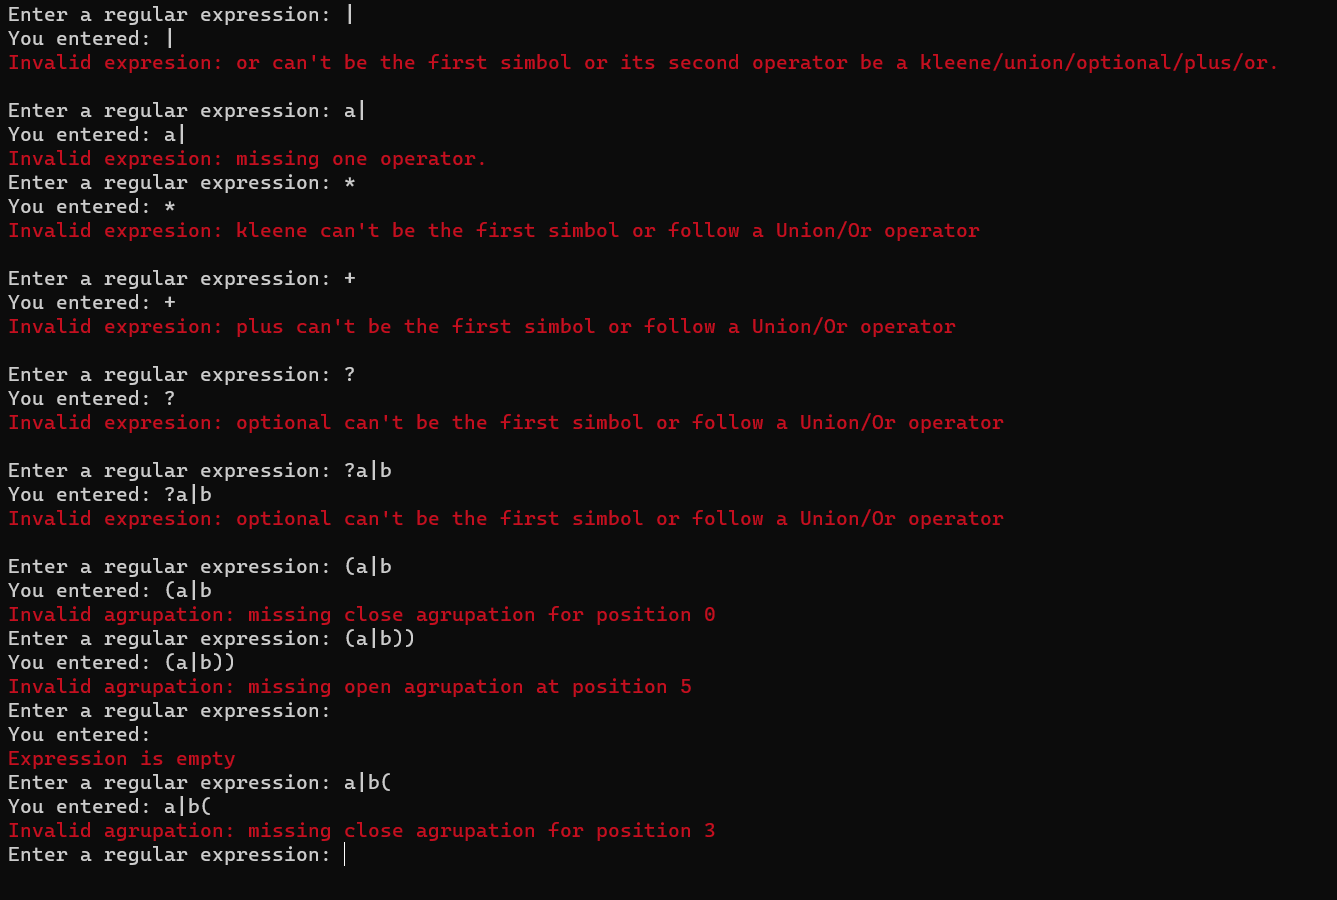 Enter a regular expression: |
You entered: |
Invalid expresion: or can't be the first simbol or its second operator be a kleene/union/optional/plus/or.
Enter a regular expression: a|
You entered: a|
Invalid expresion: missing one operator.
Enter a regular expression: *
You entered: *
Invalid expresion: kleene can't be the first simbol or follow a Union/Or operator
Enter a regular expression: +
You entered: +
Invalid expresion: plus can't be the first simbol or follow a Union/Or operator
Enter a regular expression: ?
You entered: ?
Invalid expresion: optional can't be the first simbol or follow a Union/Or operator
Enter a regular expression: ?a|b
You entered: ?a|b
Invalid expresion: optional can't be the first simbol or follow a Union/Or operator
Enter a regular expression: (a|b
You entered: (a|b
Invalid agrupation: missing close agrupation for position 0
Enter a regular expression: (a|b))
You entered: (a|b))
Invalid agrupation: missing open agrupation at position 5
Enter a regular expression:
You entered:
Expression is empty
Enter a regular expression: a|b(
You entered: a|b(
Invalid agrupation: missing close agrupation for position 3
Enter a regular expression: